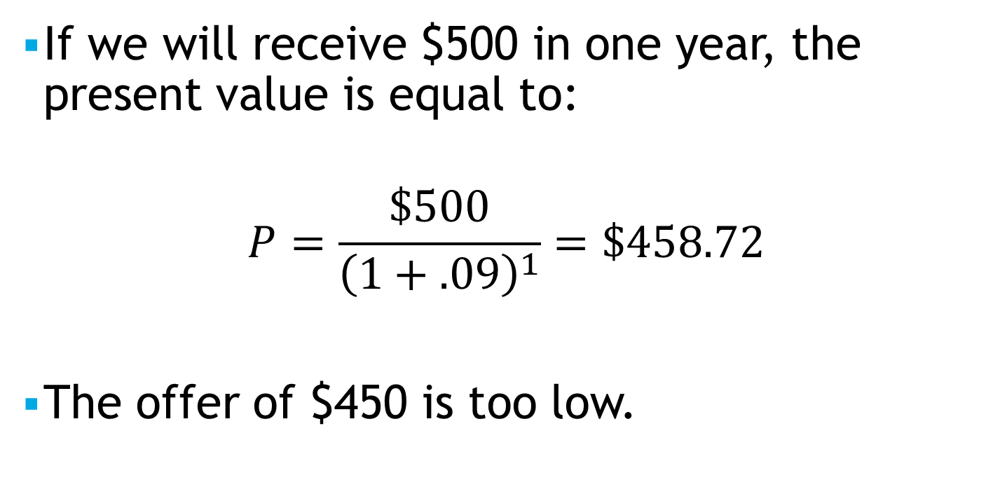 ▪If we will receive $500 in one year, the
present value is equal to:
$500
P = ——— = $458.72
(1 + .09)¹
▪The offer of $450 is too low.